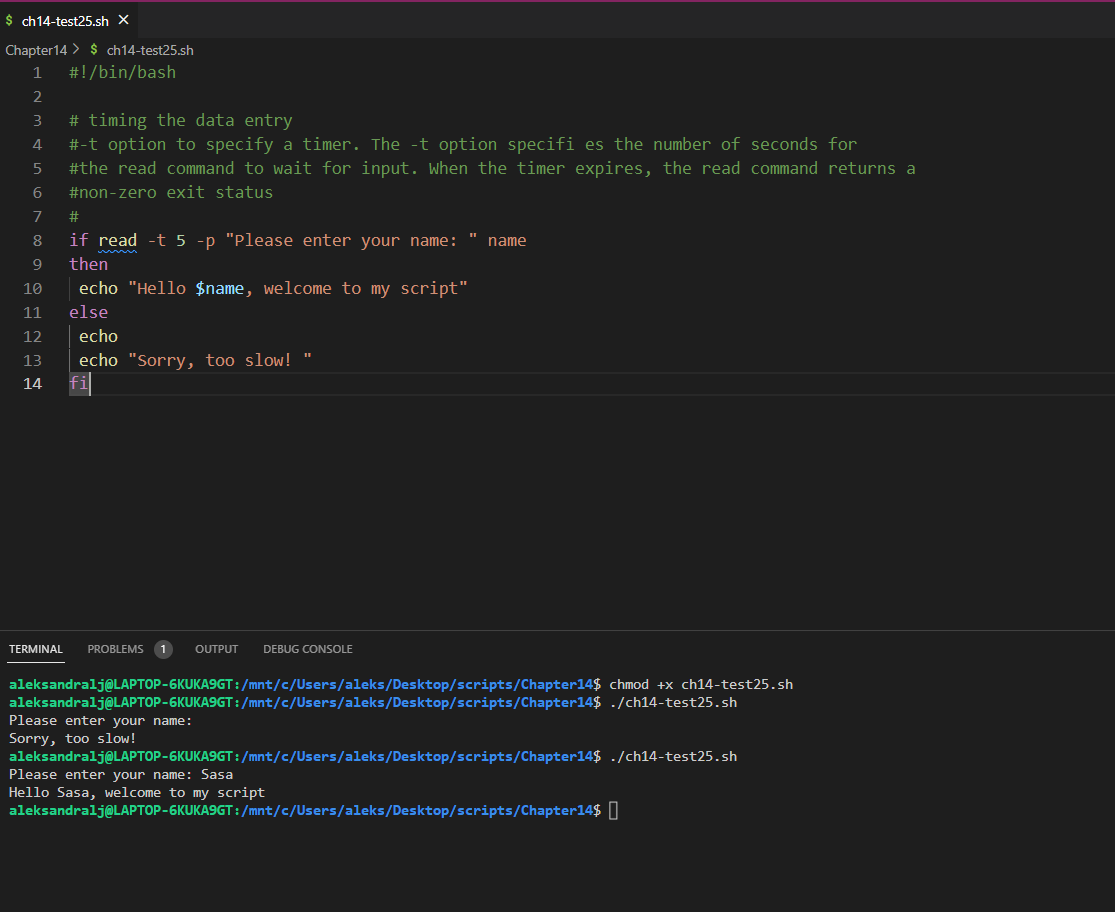 $ ch14-test25.sh ×
Chapter14 > $ ch14-test25.sh
1 #!/bin/bash
2
3 # timing the data entry
4 #-t option to specify a timer. The -t option specifi es the number of seconds for
5 #the read command to wait for input. When the timer expires, the read command returns a
6 #non-zero exit status
7 #
8 if read -t 5 -p "Please enter your name: " name
9 then
10 echo "Hello $name, welcome to my script"
11 else
12 echo
13 echo "Sorry, too slow! "
14 fi
TERMINAL PROBLEMS 1 OUTPUT DEBUG CONSOLE
aleksandralj@LAPTOP-6KUKA9GT:/mnt/c/Users/aleks/Desktop/scripts/Chapter14$ chmod +x ch14-test25.sh
aleksandralj@LAPTOP-6KUKA9GT:/mnt/c/Users/aleks/Desktop/scripts/Chapter14$ ./ch14-test25.sh
Please enter your name:
Sorry, too slow!
aleksandralj@LAPTOP-6KUKA9GT:/mnt/c/Users/aleks/Desktop/scripts/Chapter14$ ./ch14-test25.sh
Please enter your name: Sasa
Hello Sasa, welcome to my script
aleksandralj@LAPTOP-6KUKA9GT:/mnt/c/Users/aleks/Desktop/scripts/Chapter14$